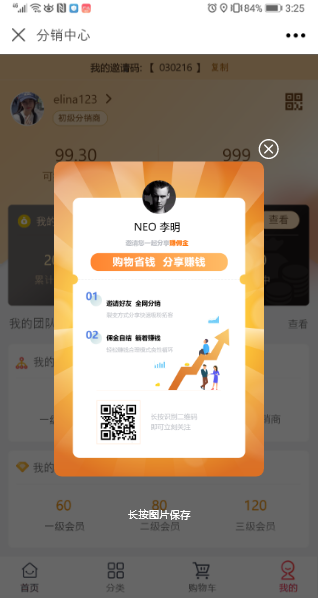 84% 3:25
分销中心
我的邀请码: 【 030216 】 复制
elina123
初级分销商
99.30
999
可
我的
查看
NEO 李明
邀请您一起分享赚佣金
购物省钱 分享赚钱
01
邀请好友 全网分销
02
佣金自结 躺着赚钱
长按识别二维码
即可立刻关注
我的团队
查看
我的
一级
销商
我的
60
80
120
一级会员
二级会员
三级会员
长按图片保存
首页
分类
购物车
我的